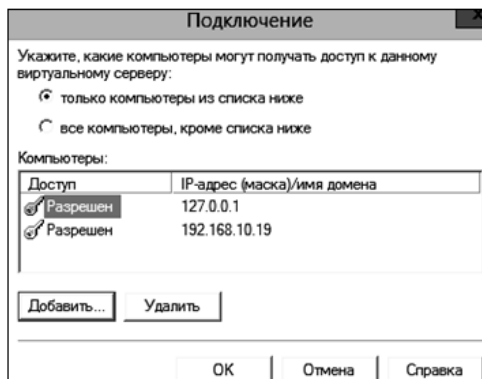 Подключение
x
Укажите, какие компьютеры могут получать доступ к данному
виртуальному серверу:
только компьютеры из списка ниже
все компьютеры, кроме списка ниже
Компьютеры:
Доступ IP-адрес (маска)/имя домена
Разрешен 127.0.0.1
Разрешен 192.168.10.19
Добавить... Удалить
OK Отмена Справка